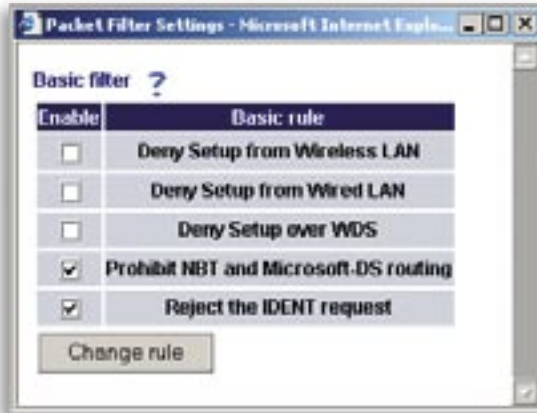 Packet Filter Settings - Microsoft Internet Explo...
Basic filter ?
Enable Basic rule
Deny Setup from Wireless LAN
Deny Setup from Wired LAN
Deny Setup over WDS
Prohibit NBT and Microsoft-DS routing
Reject the IDENT request
Change rule